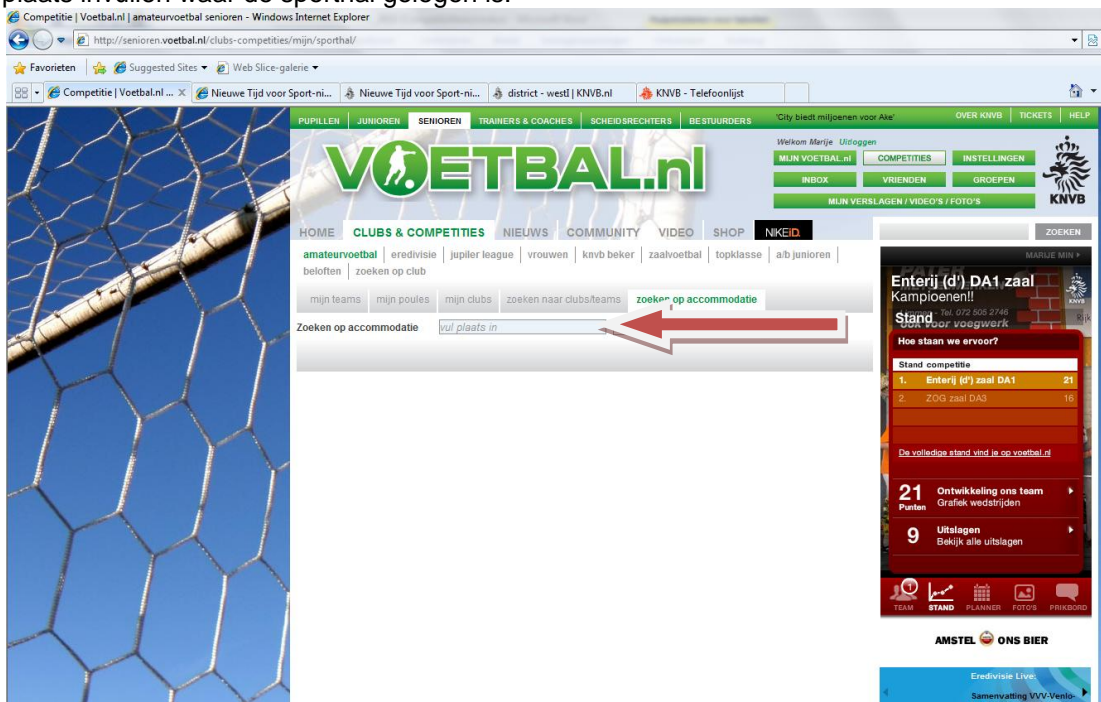 plaats invullen waar de sporthal gelegen is.
Competitie | Voetbal.nl | amateurvoetbal senioren - Windows Internet Explorer
http://senioren.voetbal.nl/clubs-competities/mijn/sporthal/
Favorieten Suggested Sites Web Slice-galerie
Competitie | Voetbal.nl ... X Nieuwe Tijd voor Sport-ni... Nieuwe Tijd voor Sport-ni... district - westI | KNVB.nl KNVB - Telefoonlijst
PUPILLEN JUNIOREN SENIOREN TRAINERS & COACHES SCHEIDSRECHTERS BESTUURDERS 'City biedt miljoenen voor Ake' OVER KNVB TICKETS HELP
Welkom Marije Uitloggen
VOETBAL.nl
MIJN VOETBAL.nl COMPETITIES INSTELLINGEN
INBOX VRIENDEN GROEPEN
MIJN VERSLAGEN / VIDEO'S / FOTO'S
KNVB
HOME CLUBS & COMPETITIES NIEUWS COMMUNITY VIDEO SHOP NIKEiD. ZOEKEN
amateurvoetbal eredivisie jupiler league vrouwen knvb beker zaalvoetbal topklasse a/b junioren
beloften zoeken op club
mijn teams mijn poules mijn clubs zoeken naar clubs/teams zoeken op accommodatie
Zoeken op accommodatie vul plaats in
MARIJE MIN
Enterij (d') DA1 zaal
Kampioenen!!
KNVB
Tel. 072 505 2746
Stand
voor voegwerk
Rijk
Hoe staan we ervoor?
Stand competitie
1. Enterij (d') zaal DA1 21
2. ZOG zaal DA3 16
De volledige stand vind je op voetbal.nl
21 Punten Ontwikkeling ons team
Grafiek wedstrijden
9 Uitslagen
Bekijk alle uitslagen
1
TEAM STAND PLANNER FOTO'S PRIKBORD
AMSTEL ONS BIER
Eredivisie Live:
Samenvatting VVV-Venlo-